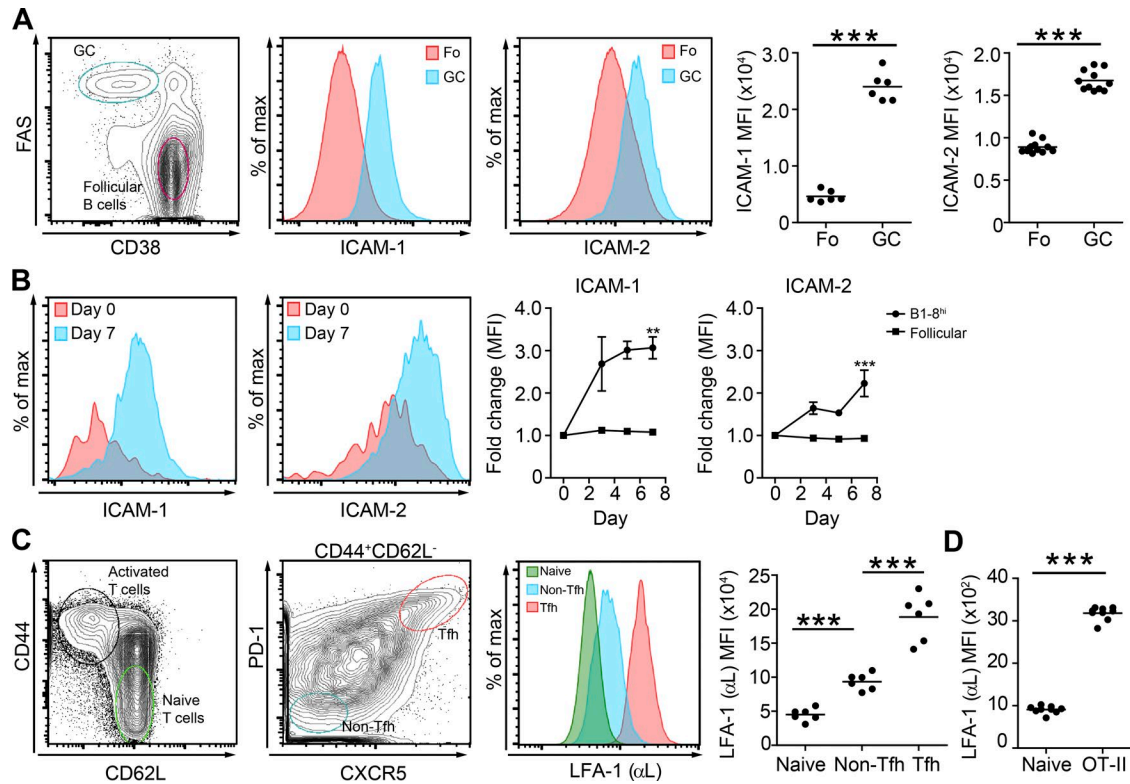 A
GC
FAS
Follicular
B cells
CD38
% of max
Fo
GC
ICAM-1
% of max
Fo
GC
ICAM-2
ICAM-1 MFI (x10⁴)
***
3.0
2.0
1.0
0
Fo GC
ICAM-2 MFI (x10⁴)
***
2.0
1.5
1.0
0
Fo GC
B
% of max
Day 0
Day 7
ICAM-1
% of max
Day 0
Day 7
ICAM-2
ICAM-1
Fold change (MFI)
4.0
3.0
2.0
1.0
0
**
0 2 4 6 8
Day
ICAM-2
Fold change (MFI)
4.0
3.0
2.0
1.0
0
***
0 2 4 6 8
Day
B1-8ʰⁱ
Follicular
C
CD44
Activated
T cells
Naive
T cells
CD62L
CD44⁺CD62L⁻
PD-1
Tfh
Non-Tfh
CXCR5
% of max
Naive
Non-Tfh
Tfh
LFA-1 (αL)
LFA-1 (αL) MFI (x10⁴)
25
20
15
10
5
0
***
***
Naive Non-Tfh Tfh
D
LFA-1 (αL) MFI (x10²)
40
30
20
10
0
***
Naive OT-II